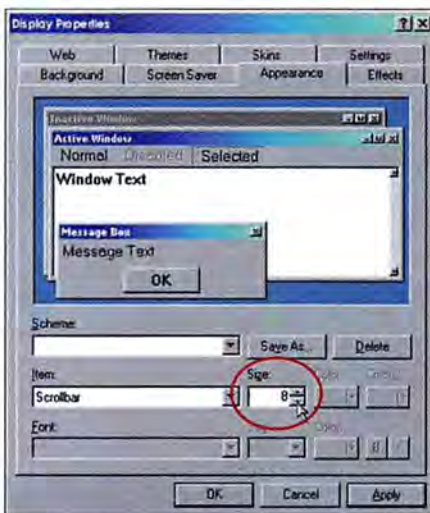 Display Properties
Web Themes Skins Settings
Background Screen Saver Appearance Effects
Inactive Window
Active Window
Normal Disabled Selected
Window Text
Message Box
Message Text
OK
Scheme:
Save As... Delete
Item: Size: Color:
Scrollbar 8
Font: Color:
B /
OK Cancel Apply